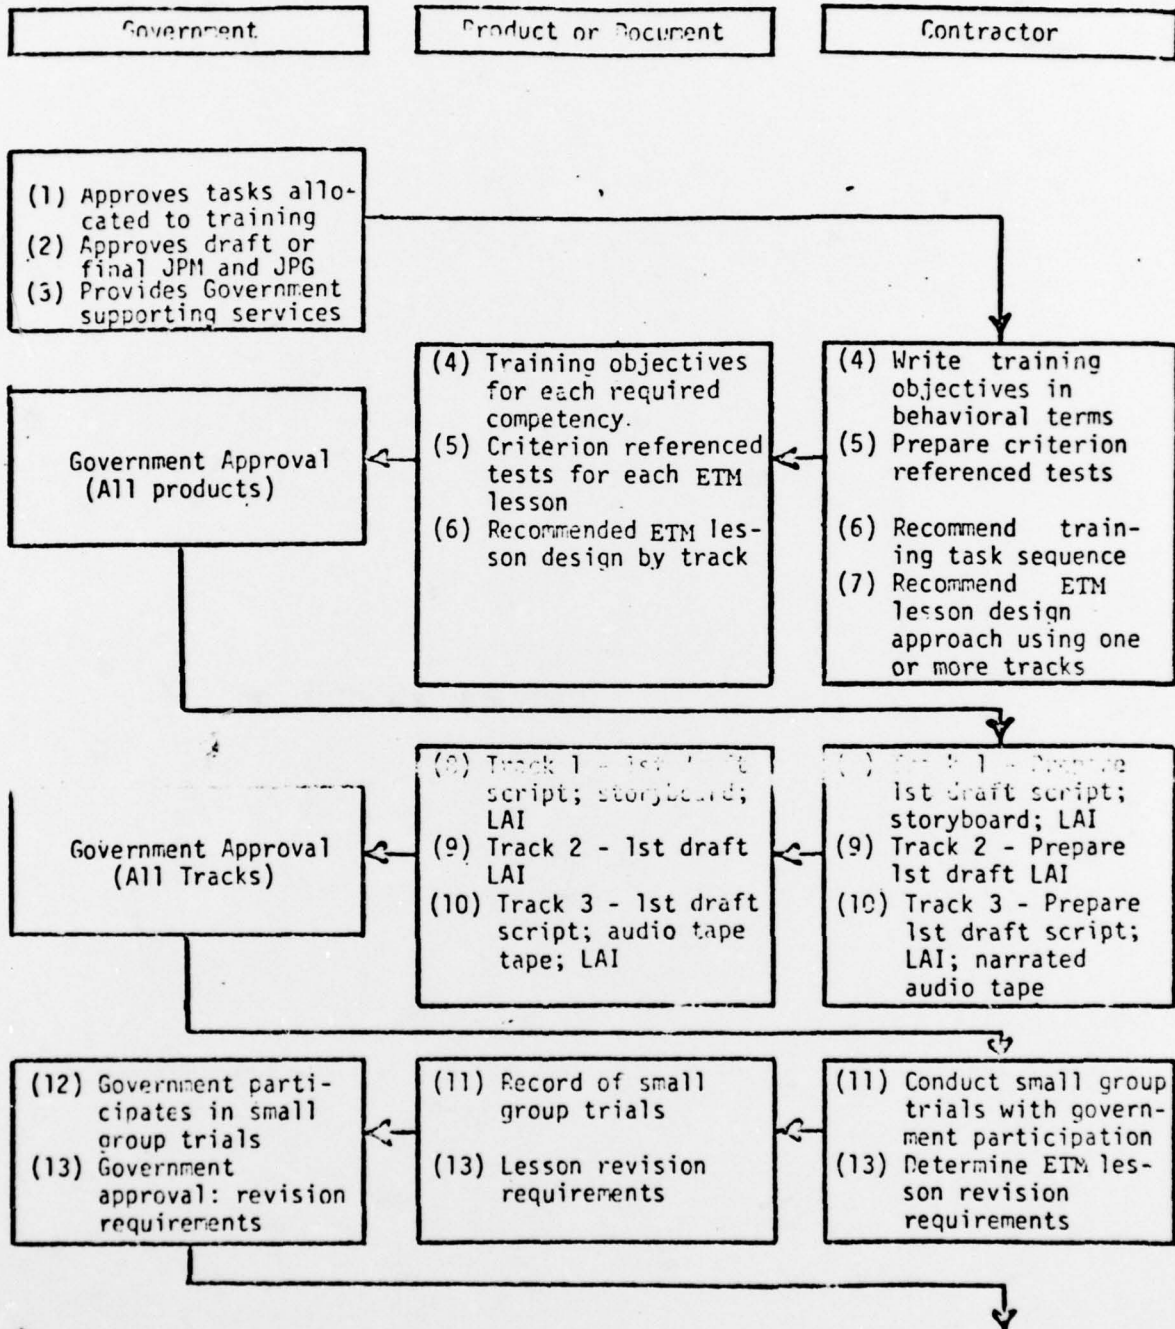 Government
Product or Document
Contractor
(1) Approves tasks allo-
cated to training
(2) Approves draft or
final JPM and JPG
(3) Provides Government
supporting services
(4) Training objectives
for each required
competency.
(5) Criterion referenced
tests for each ETM
lesson
(6) Recommended ETM les-
son design by track
(4) Write training
objectives in
behavioral terms
(5) Prepare criterion
referenced tests
(6) Recommend train-
ing task sequence
(7) Recommend ETM
lesson design
approach using one
or more tracks
Government Approval
(All products)
(8) Track 1 - 1st draft
script; storyboard;
LAI
(9) Track 2 - 1st draft
LAI
(10) Track 3 - 1st draft
script; audio tape
tape; LAI
Track 1 - Prepare
1st draft script;
storyboard; LAI
(9) Track 2 - Prepare
1st draft LAI
(10) Track 3 - Prepare
1st draft script;
LAI; narrated
audio tape
Government Approval
(All Tracks)
(12) Government parti-
cipates in small
group trials
(13) Government
approval: revision
requirements
(11) Record of small
group trials
(13) Lesson revision
requirements
(11) Conduct small group
trials with govern-
ment participation
(13) Determine ETM les-
son revision
requirements